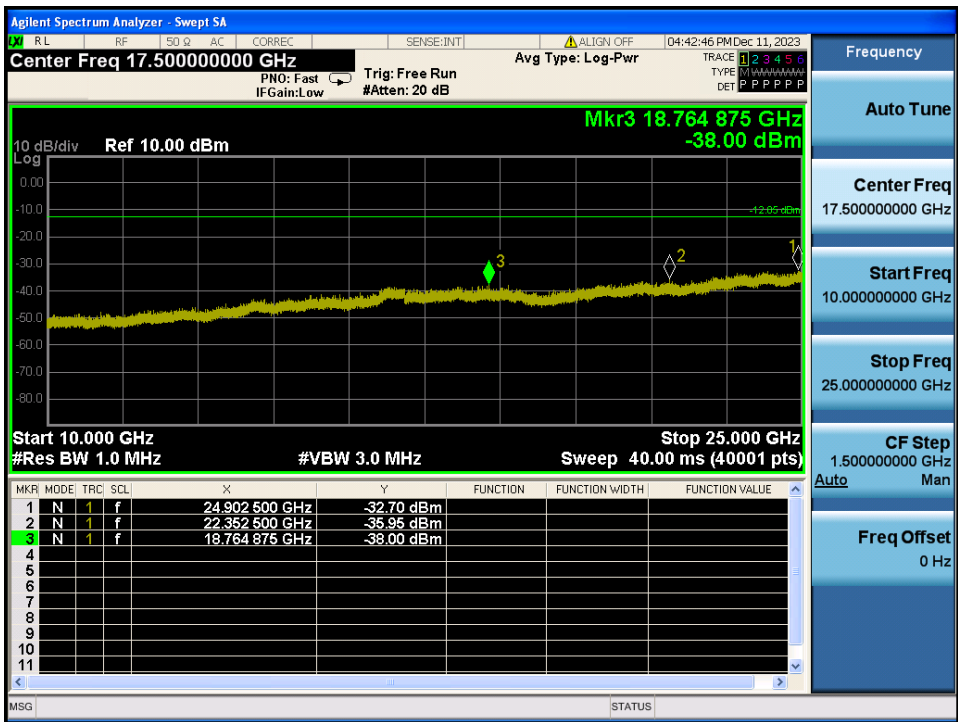 Agilent Spectrum Analyzer - Swept SA
LXI RL RF 50 Ω AC CORREC SENSE:INT ALIGN OFF 04:42:46 PM Dec 11, 2023
Center Freq 17.500000000 GHz Avg Type: Log-Pwr TRACE 1 2 3 4 5 6
PNO: Fast Trig: Free Run TYPE M WWWWW
IFGain:Low #Atten: 20 dB DET P P P P P P
Mkr3 18.764 875 GHz
-38.00 dBm
10 dB/div Ref 10.00 dBm
Log
0.00
-10.0
-12.05 dBm
-20.0
-30.0
3
2
1
-40.0
-50.0
-60.0
-70.0
-80.0
Start 10.000 GHz Stop 25.000 GHz
#Res BW 1.0 MHz #VBW 3.0 MHz Sweep 40.00 ms (40001 pts)
MKR MODE TRC SCL X Y FUNCTION FUNCTION WIDTH FUNCTION VALUE
1 N 1 f 24.902 500 GHz -32.70 dBm
2 N 1 f 22.352 500 GHz -35.95 dBm
3 N 1 f 18.764 875 GHz -38.00 dBm
4
5
6
7
8
9
10
11
MSG STATUS
Frequency
Auto Tune
Center Freq
17.500000000 GHz
Start Freq
10.000000000 GHz
Stop Freq
25.000000000 GHz
CF Step
1.500000000 GHz
Auto Man
Freq Offset
0 Hz